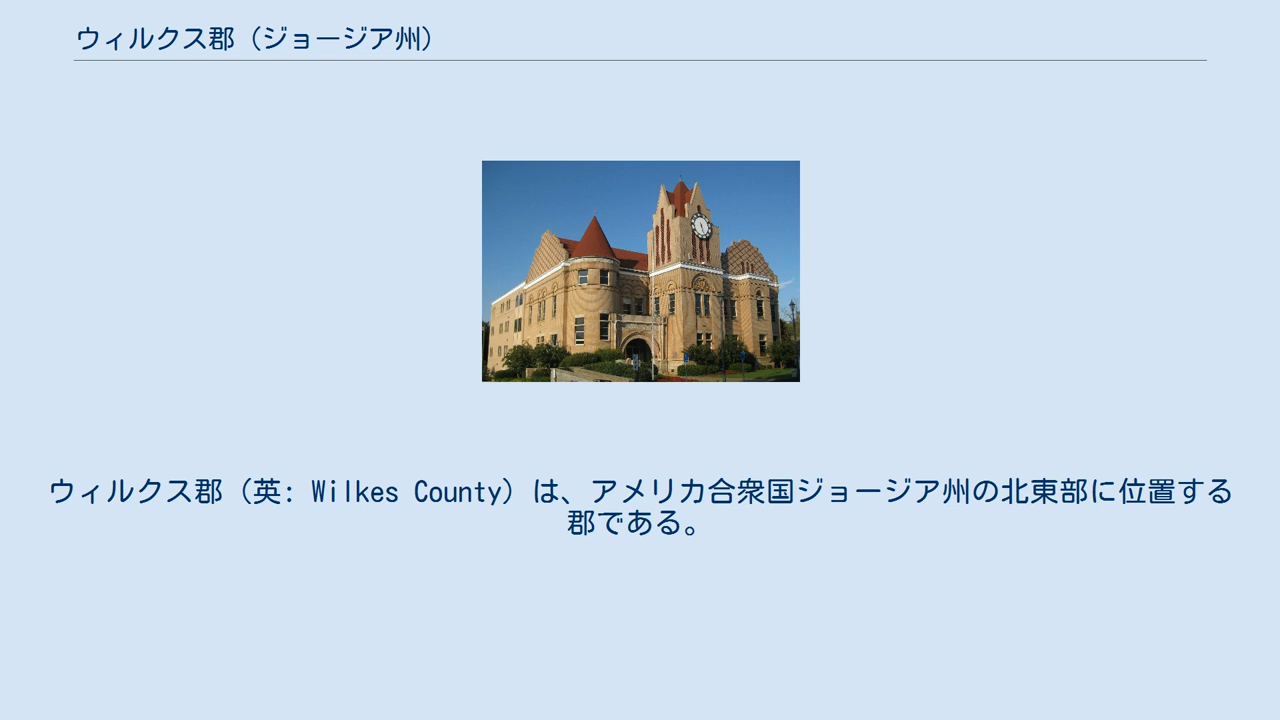 ウィルクス郡（ジョージア州）
ウィルクス郡（英: Wilkes County）は、アメリカ合衆国ジョージア州の北東部に位置する
郡である。